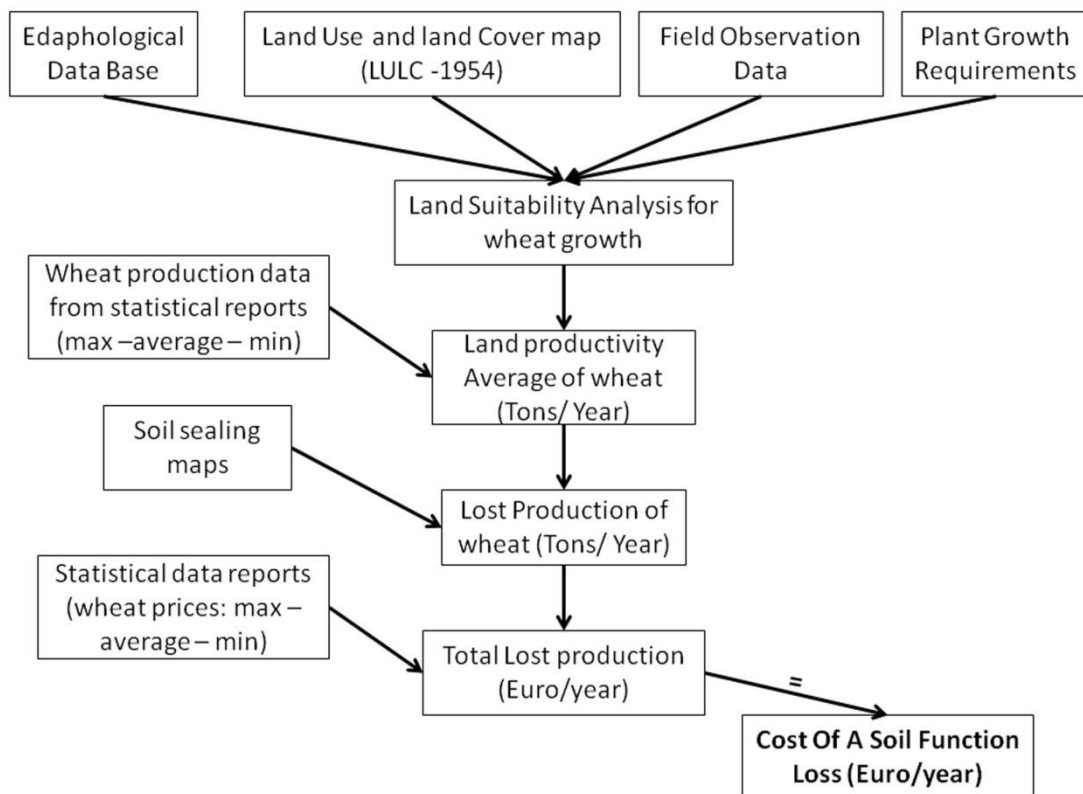 Edaphological
Data Base
Land Use and land Cover map
(LULC -1954)
Field Observation
Data
Plant Growth
Requirements
Land Suitability Analysis for
wheat growth
Wheat production data
from statistical reports
(max –average – min)
Land productivity
Average of wheat
(Tons/ Year)
Soil sealing
maps
Lost Production of
wheat (Tons/ Year)
Statistical data reports
(wheat prices: max –
average – min)
Total Lost production
(Euro/year)
=
Cost Of A Soil Function
Loss (Euro/year)